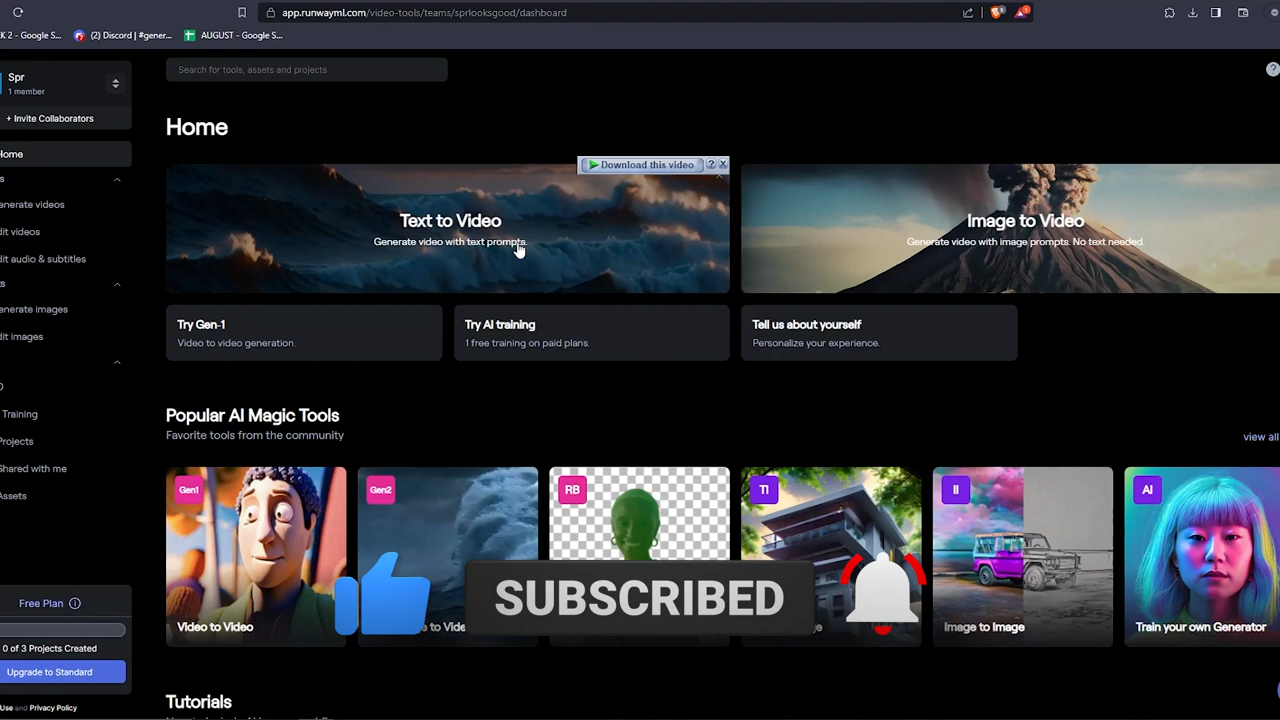 app.runwayml.com/video-tools/teams/sprlooksgood/dashboard
K 2 - Google S...
(2) Discord | #gener...
AUGUST - Google S...
Spr
1 member
Search for tools, assets and projects
?
+ Invite Collaborators
Home
Home
Download this video ? X
Text to Video
Generate video with text prompts.
Image to Video
Generate video with image prompts. No text needed.
s
enerate videos
dit videos
dit audio & subtitles
ts
enerate images
dit images
Try Gen-1
Video to video generation.
Try AI training
1 free training on paid plans.
Tell us about yourself
Personalize your experience.
D
Training
Projects
Shared with me
Assets
Popular AI Magic Tools
Favorite tools from the community
view all
Gen1
Gen2
RB
TI
II
AI
SUBSCRIBED
Video to Video
e to Vide
Image to Image
Train your own Generator
Free Plan
0 of 3 Projects Created
Upgrade to Standard
Use and Privacy Policy
Tutorials